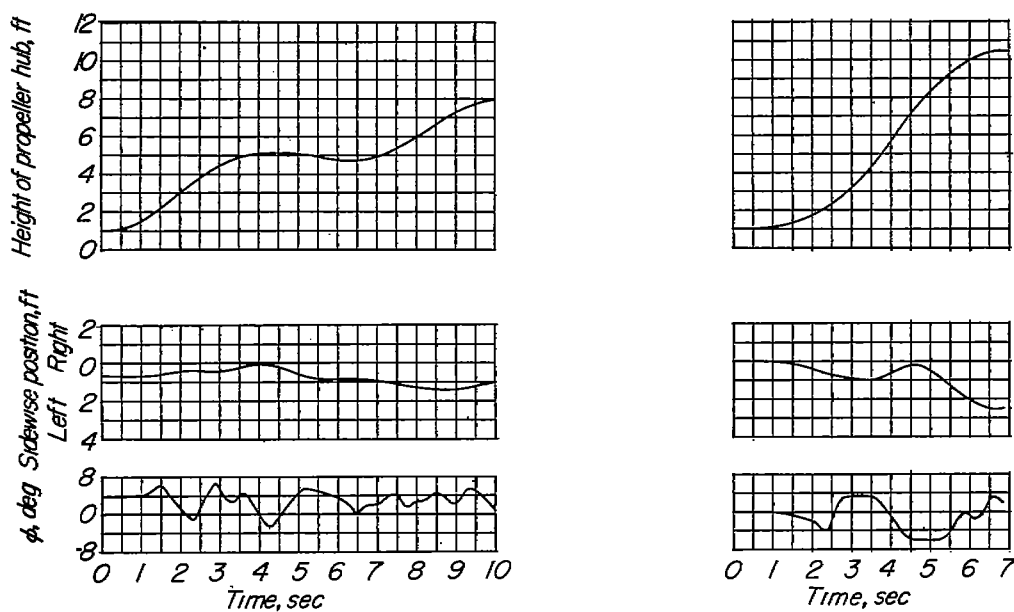 Height of propeller hub, ft
12
10
8
6
4
2
0
Sidewise position, ft
Left Right
2
0
2
4
φ, deg
8
0
-8
0 1 2 3 4 5 6 7 8 9 10
Time, sec
0 1 2 3 4 5 6 7
Time, sec